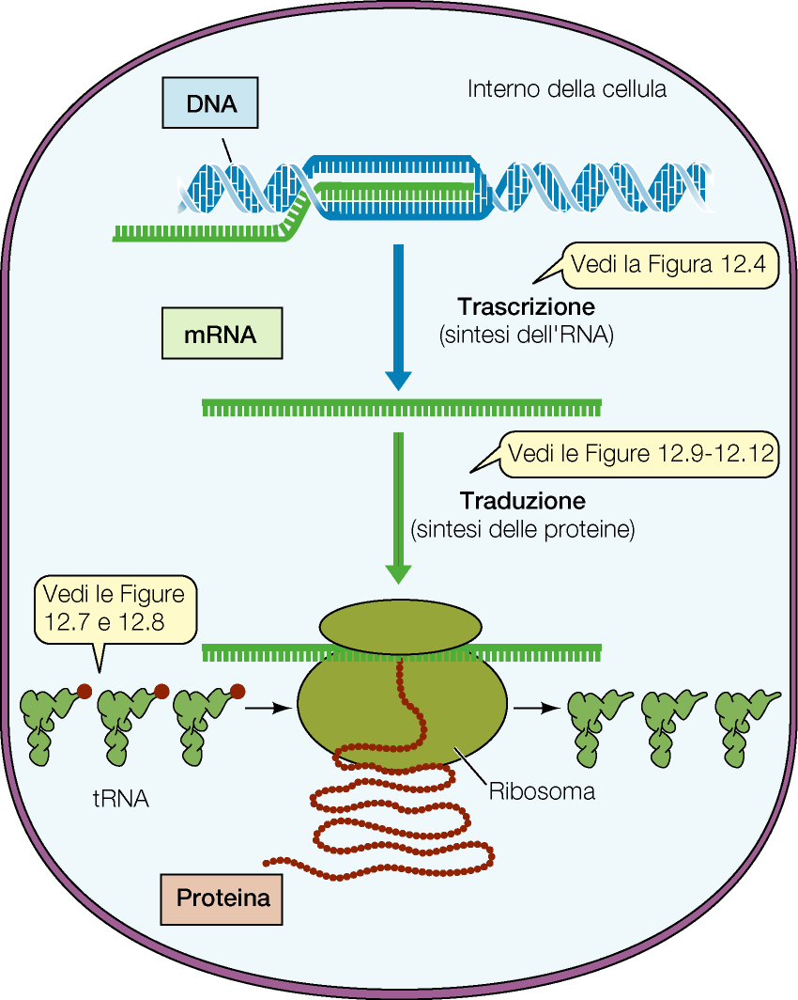 DNA
Interno della cellula
Vedi la Figura 12.4
Trascrizione
(sintesi dell'RNA)
mRNA
Vedi le Figure 12.9-12.12
Traduzione
(sintesi delle proteine)
Vedi le Figure
12.7 e 12.8
tRNA
Ribosoma
Proteina